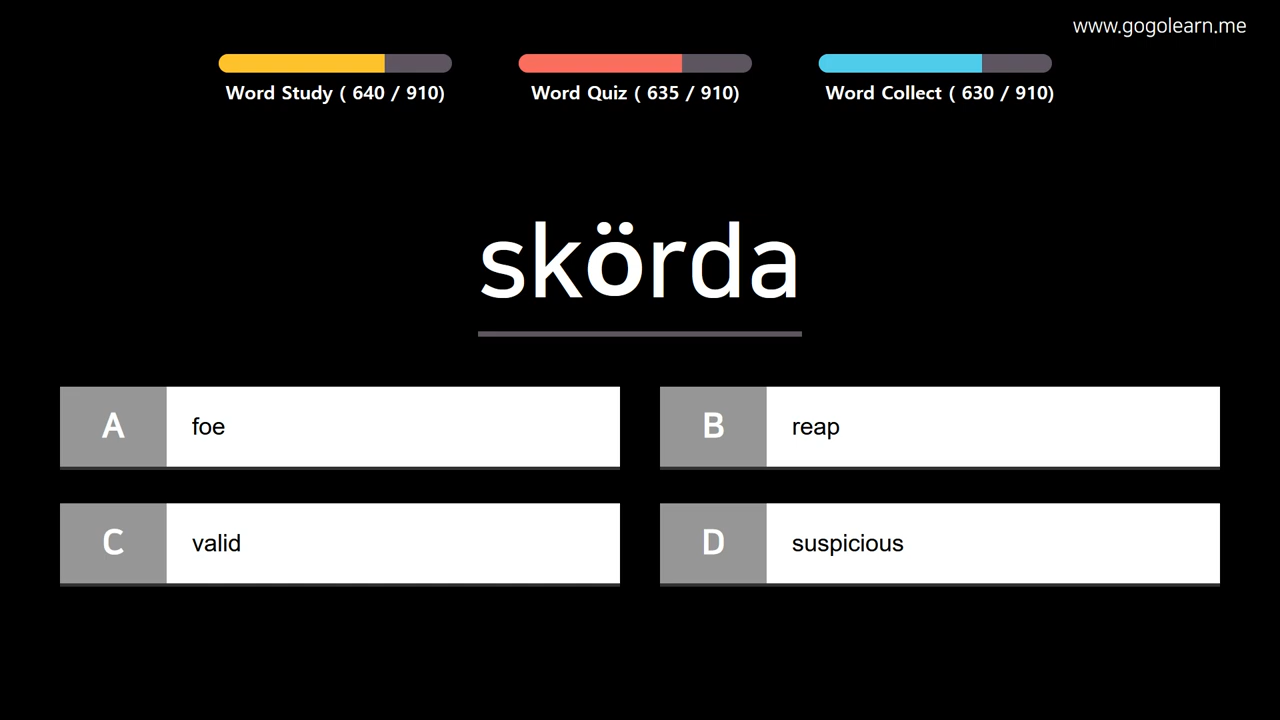 www.gogolearn.me
Word Study ( 640 / 910)
Word Quiz ( 635 / 910)
Word Collect ( 630 / 910)
skörda
A foe
B reap
C valid
D suspicious